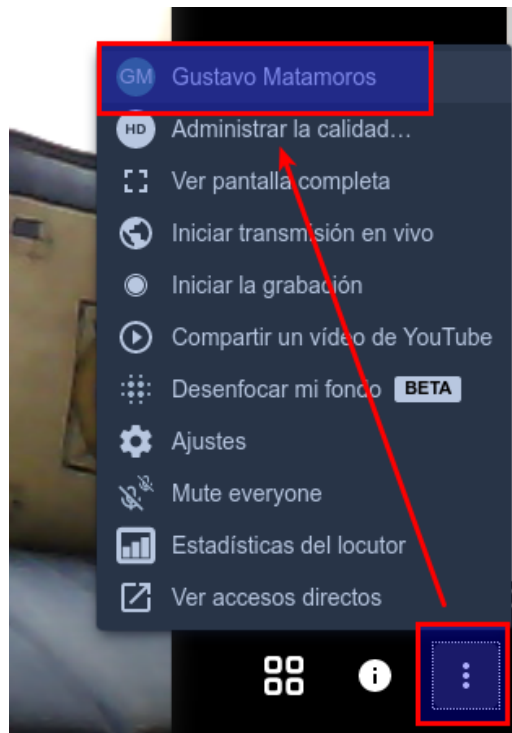 GM Gustavo Matamoros
HD Administrar la calidad...
Ver pantalla completa
Iniciar transmisión en vivo
Iniciar la grabación
Compartir un vídeo de YouTube
Desenfocar mi fondo BETA
Ajustes
Mute everyone
Estadísticas del locutor
Ver accesos directos